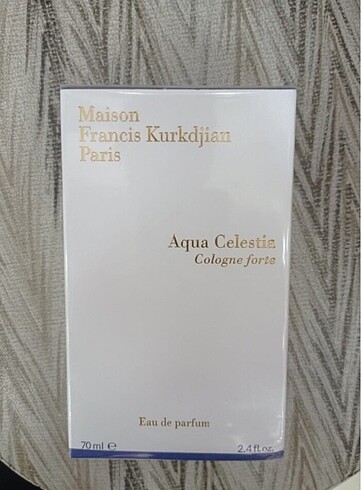 Maison
Francis Kurkdjian
Paris
Aqua Celestia
Cologne forte
Eau de parfum
70 ml ℮
2.4 fl.oz.